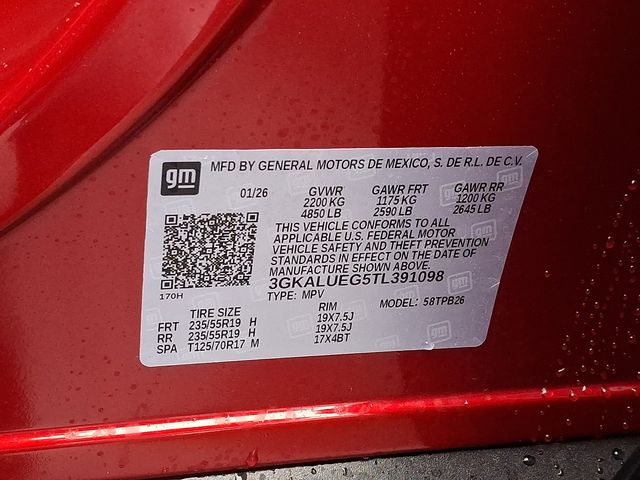 gm
MFD BY GENERAL MOTORS DE MEXICO, S. DE R.L. DE C.V.
01/26 GVWR GAWR FRT GAWR RR
2200 KG 1175 KG 1200 KG
4850 LB 2590 LB 2645 LB
THIS VEHICLE CONFORMS TO ALL
APPLICABLE U.S. FEDERAL MOTOR
VEHICLE SAFETY AND THEFT PREVENTION
STANDARDS IN EFFECT ON THE DATE OF
MANUFACTURE SHOWN ABOVE.
3GKALUEG5TL391098
170H
TYPE: MPV MODEL: 58TPB26
TIRE SIZE RIM
FRT 235/55R19 H 19X7.5J
RR 235/55R19 H 19X7.5J
SPA T125/70R17 M 17X4BT